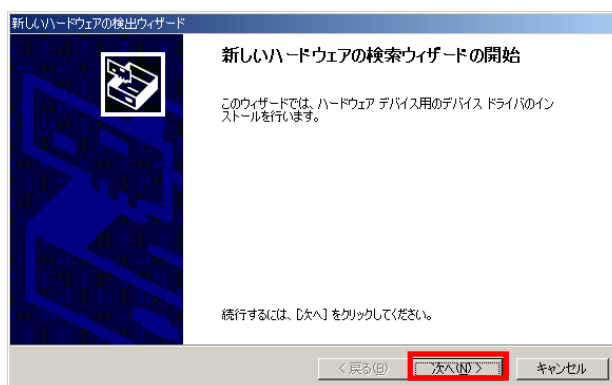 新しいハードウェアの検出ウィザード
新しいハードウェアの検索ウィザードの開始
このウィザードでは、ハードウェア デバイス用のデバイス ドライバのイン
ストールを行います。
続行するには、[次へ] をクリックしてください。
< 戻る(B)
次へ(N) >
キャンセル